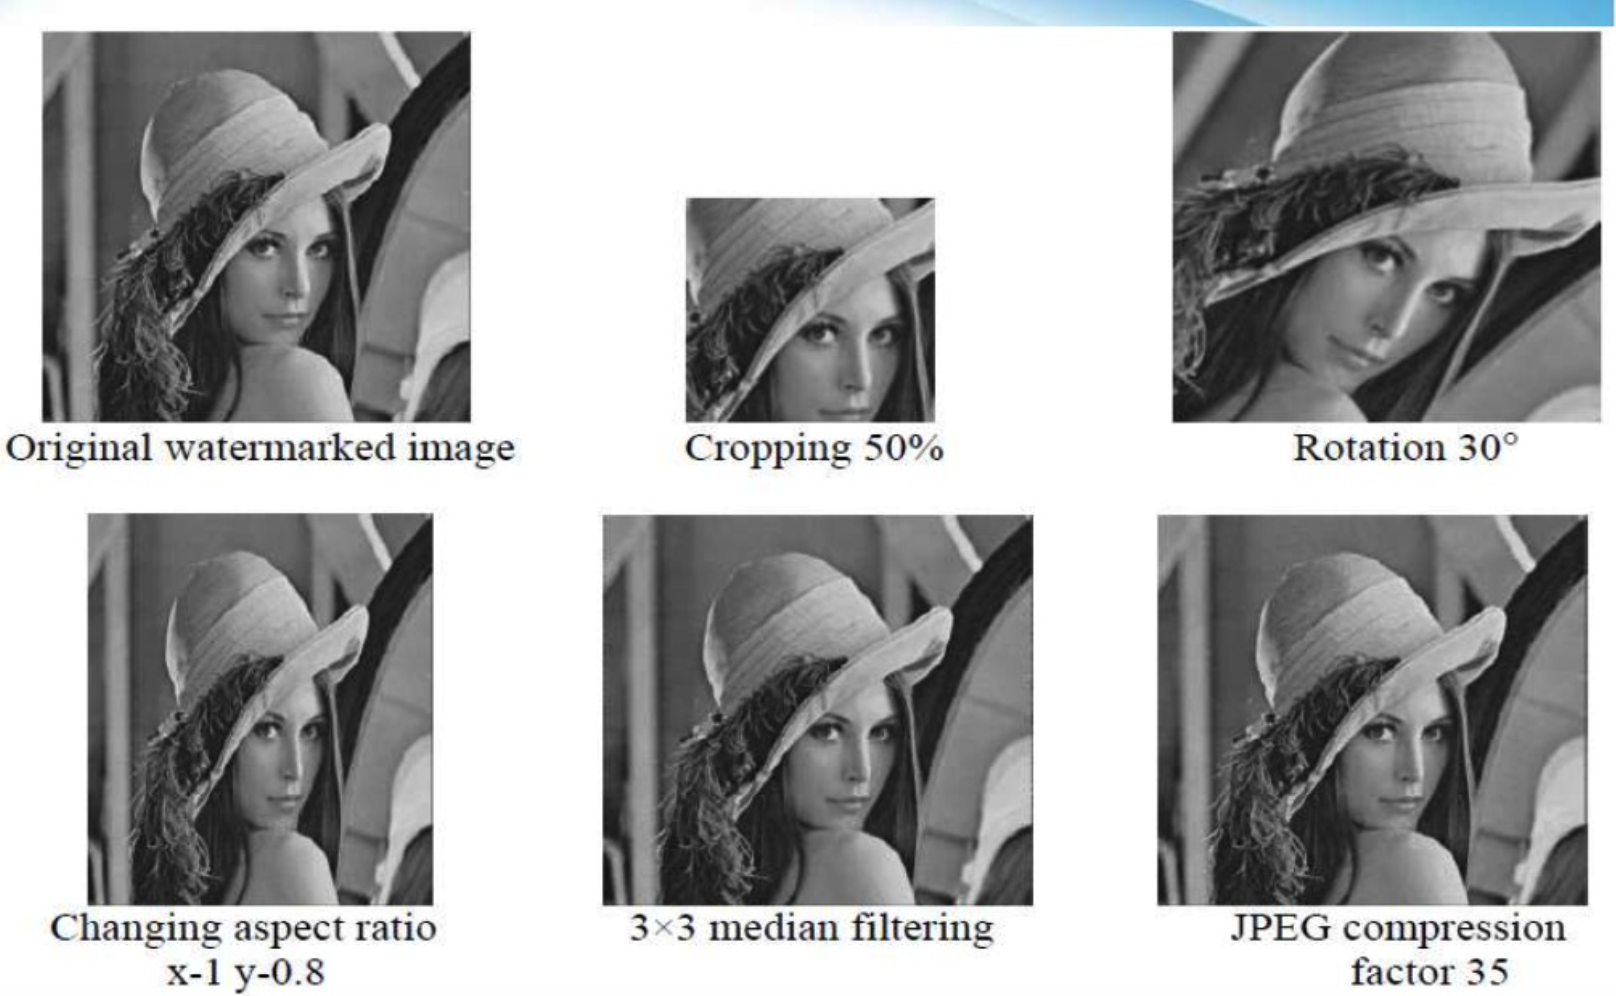 Original watermarked image
Cropping 50%
Rotation 30°
Changing aspect ratio
x-1 y-0.8
3×3 median filtering
JPEG compression
factor 35